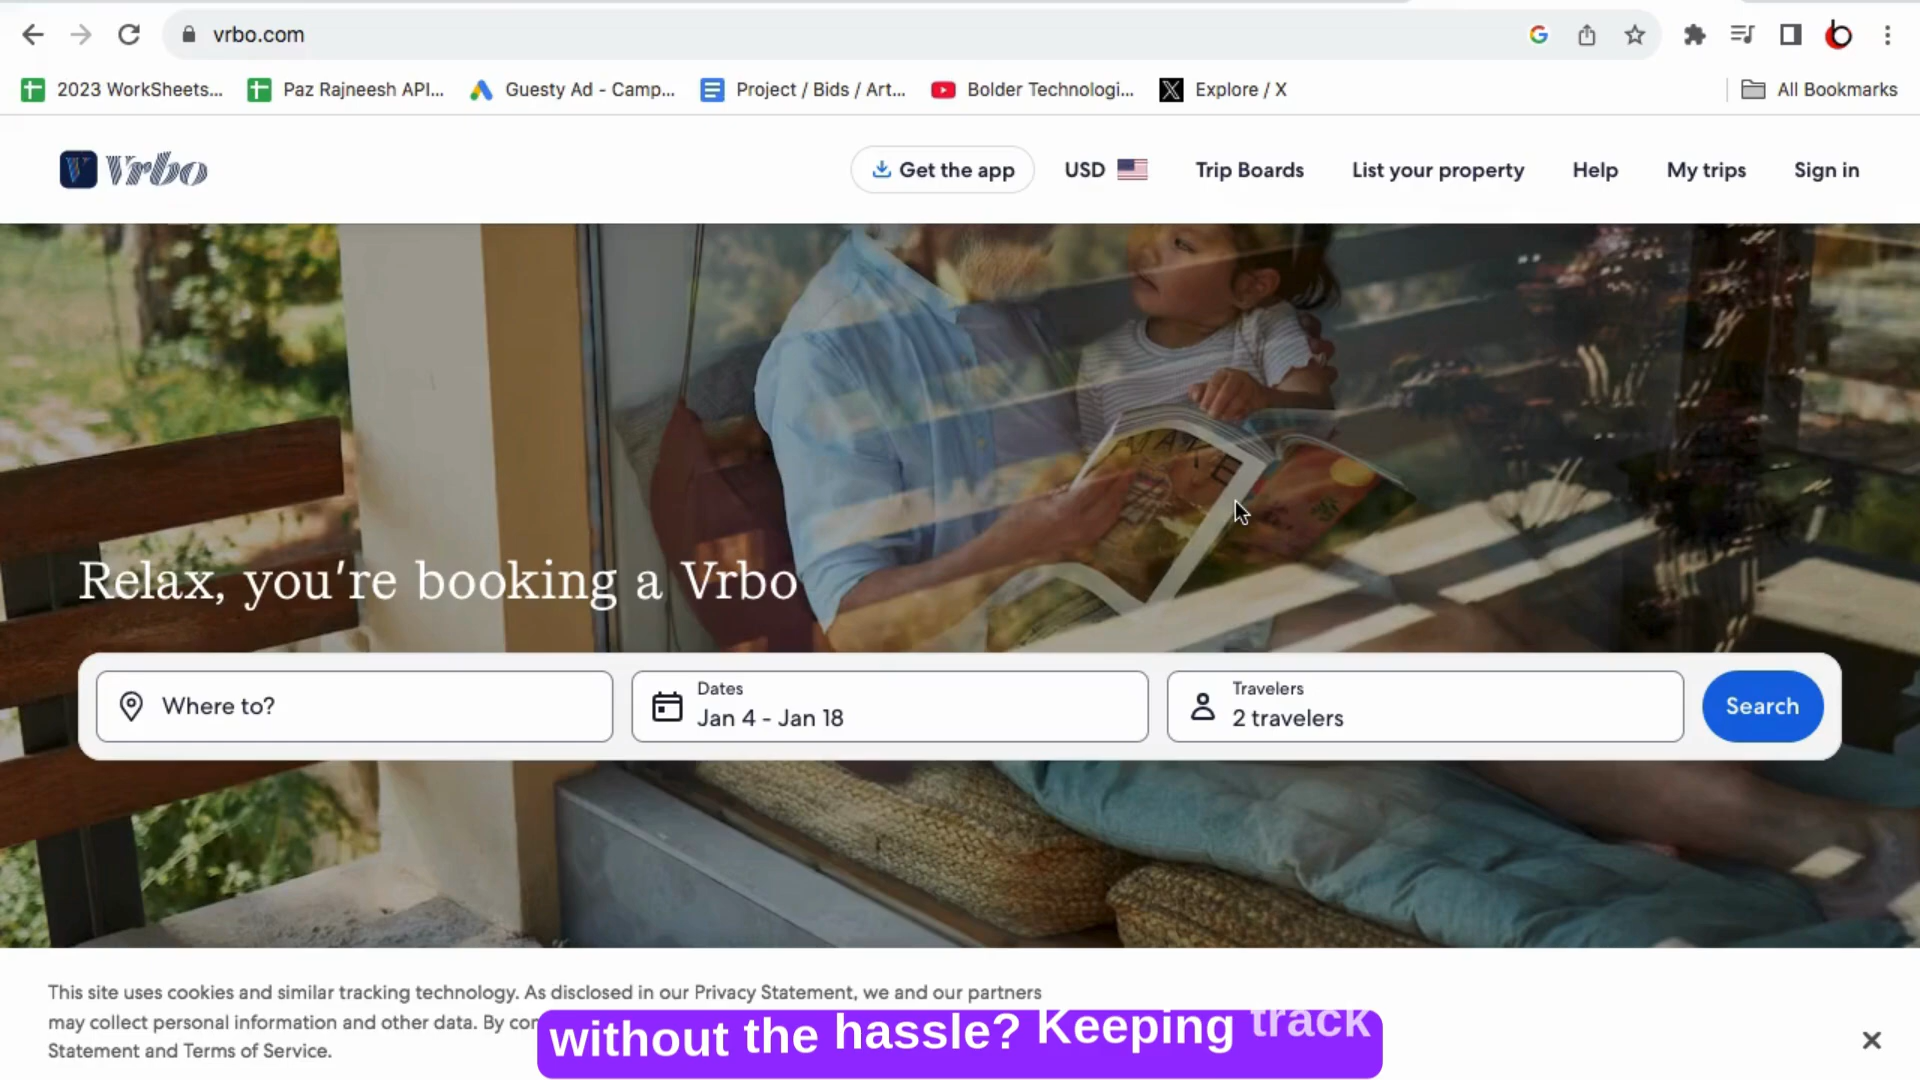 vrbo.com
2023 WorkSheets... Paz Rajneesh API... Guesty Ad - Camp... Project / Bids / Art... Bolder Technologi... Explore / X All Bookmarks
Vrbo Get the app USD Trip Boards List your property Help My trips Sign in
Relax, you're booking a Vrbo
Where to?
Dates
Jan 4 - Jan 18
Travelers
2 travelers
Search
This site uses cookies and similar tracking technology. As disclosed in our Privacy Statement, we and our partners
may collect personal information and other data. By
Statement and Terms of Service.
without the hassle? Keeping track